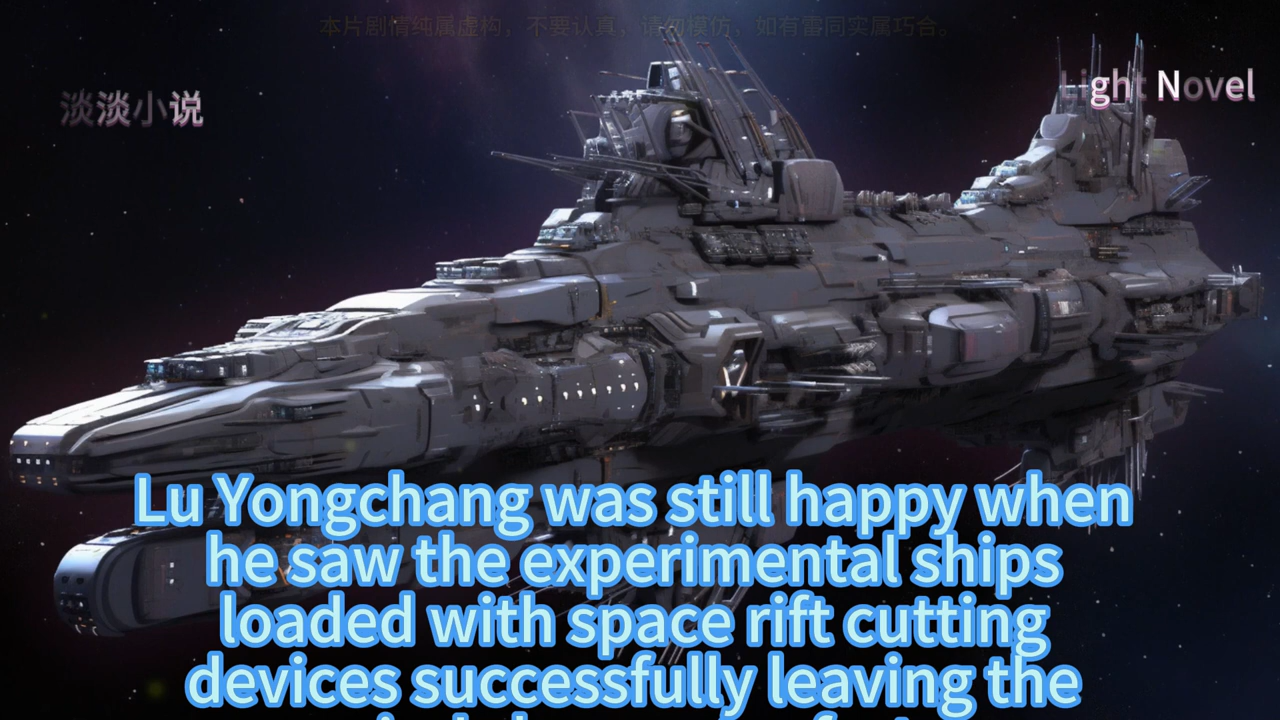 本片剧情纯属虚构，不要认真，请勿模仿，如有雷同实属巧合。
淡淡小说
Light Novel
Lu Yongchang was still happy when
he saw the experimental ships
loaded with space rift cutting
devices successfully leaving the